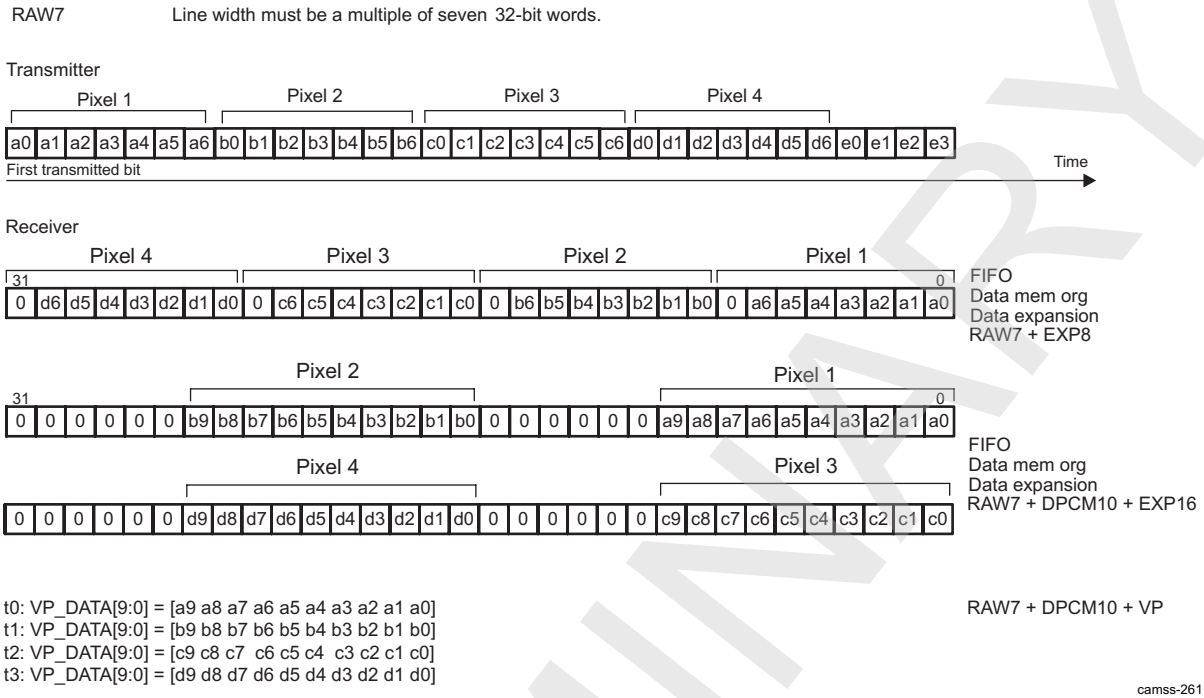 RAW7 Line width must be a multiple of seven 32-bit words.
Transmitter
Pixel 1 Pixel 2 Pixel 3 Pixel 4
a0 a1 a2 a3 a4 a5 a6 b0 b1 b2 b3 b4 b5 b6 c0 c1 c2 c3 c4 c5 c6 d0 d1 d2 d3 d4 d5 d6 e0 e1 e2 e3
First transmitted bit Time
Receiver
Pixel 4 Pixel 3 Pixel 2 Pixel 1
31 0
0 d6 d5 d4 d3 d2 d1 d0 0 c6 c5 c4 c3 c2 c1 c0 0 b6 b5 b4 b3 b2 b1 b0 0 a6 a5 a4 a3 a2 a1 a0
FIFO
Data mem org
Data expansion
RAW7 + EXP8
Pixel 2 Pixel 1
31 0
0 0 0 0 0 0 b9 b8 b7 b6 b5 b4 b3 b2 b1 b0 0 0 0 0 0 0 a9 a8 a7 a6 a5 a4 a3 a2 a1 a0
Pixel 4 Pixel 3
0 0 0 0 0 0 d9 d8 d7 d6 d5 d4 d3 d2 d1 d0 0 0 0 0 0 0 c9 c8 c7 c6 c5 c4 c3 c2 c1 c0
FIFO
Data mem org
Data expansion
RAW7 + DPCM10 + EXP16
t0: VP_DATA[9:0] = [a9 a8 a7 a6 a5 a4 a3 a2 a1 a0] RAW7 + DPCM10 + VP
t1: VP_DATA[9:0] = [b9 b8 b7 b6 b5 b4 b3 b2 b1 b0]
t2: VP_DATA[9:0] = [c9 c8 c7 c6 c5 c4 c3 c2 c1 c0]
t3: VP_DATA[9:0] = [d9 d8 d7 d6 d5 d4 d3 d2 d1 d0]
camss-261
MINARY